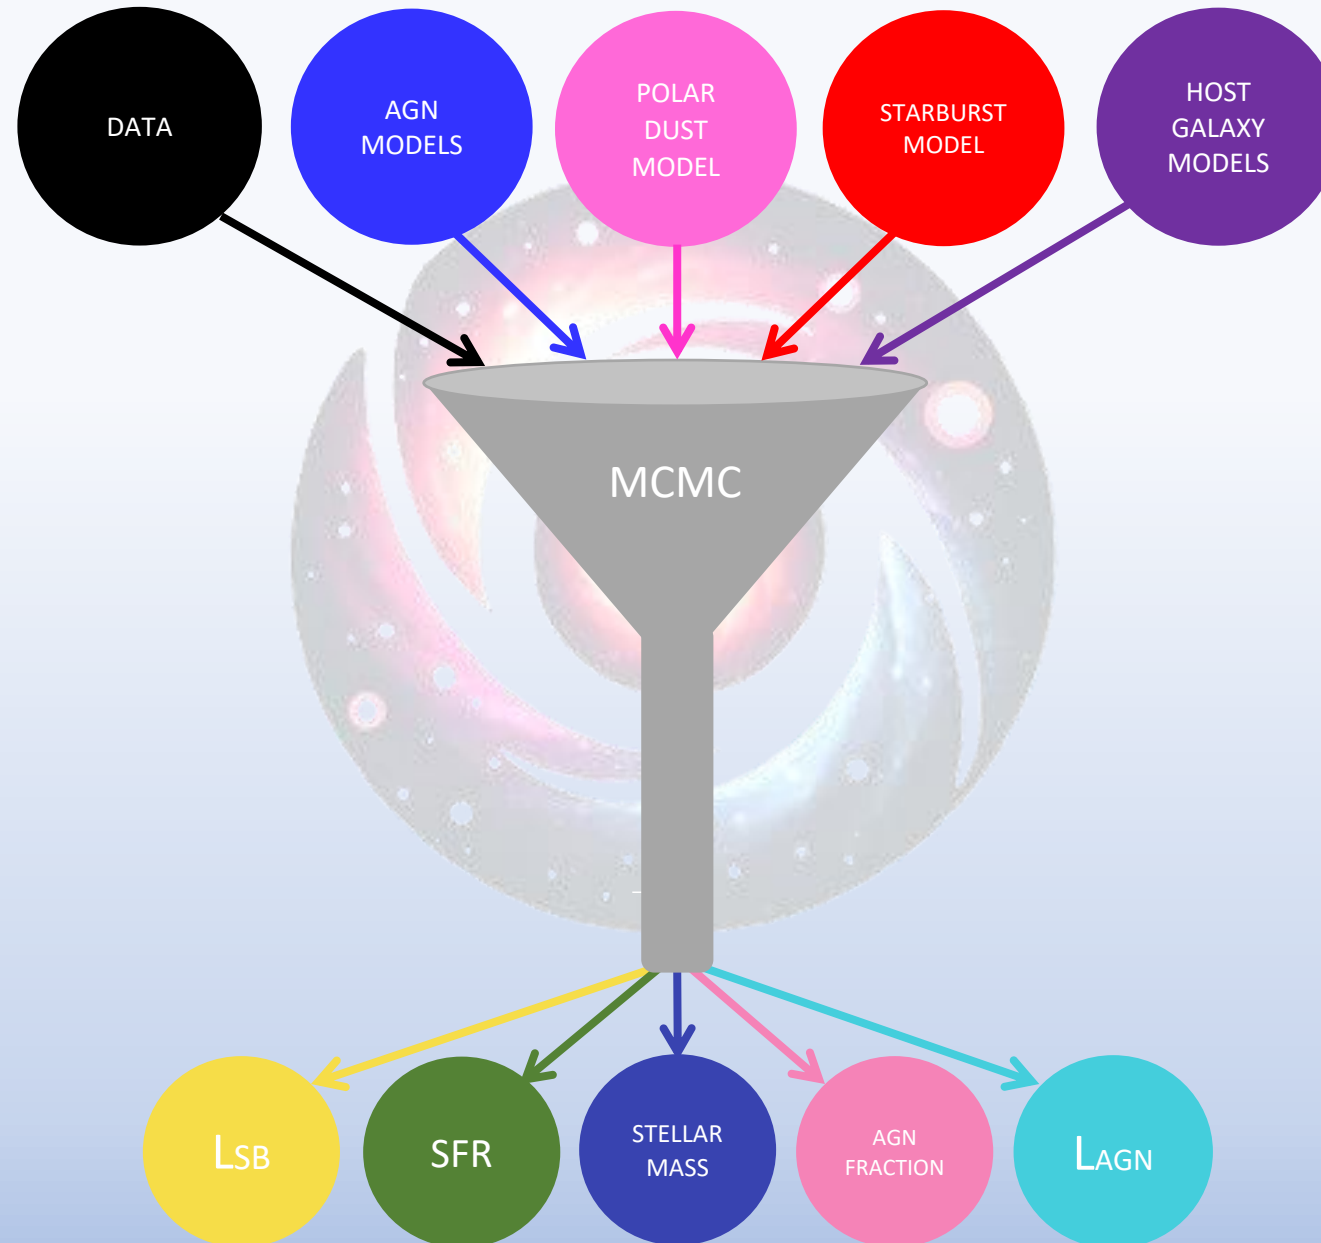 DATA
AGN
MODELS
POLAR
DUST
MODEL
STARBURST
MODEL
HOST
GALAXY
MODELS
MCMC
LSB
SFR
STELLAR
MASS
AGN
FRACTION
LAGN